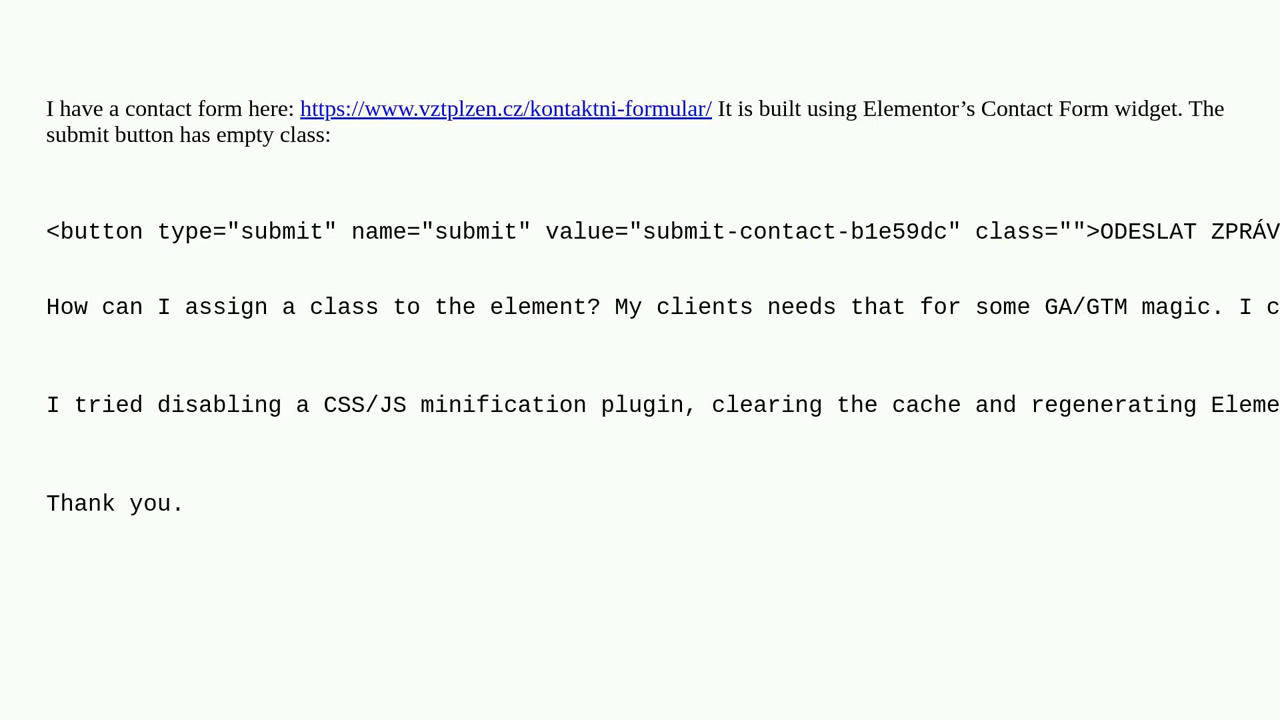 I have a contact form here: https://www.vztplzen.cz/kontaktni-formular/ It is built using Elementor’s Contact Form widget. The
submit button has empty class:
<button type="submit" name="submit" value="submit-contact-b1e59dc" class="">ODESLAT ZPRÁV
How can I assign a class to the element? My clients needs that for some GA/GTM magic. I c
I tried disabling a CSS/JS minification plugin, clearing the cache and regenerating Eleme
Thank you.